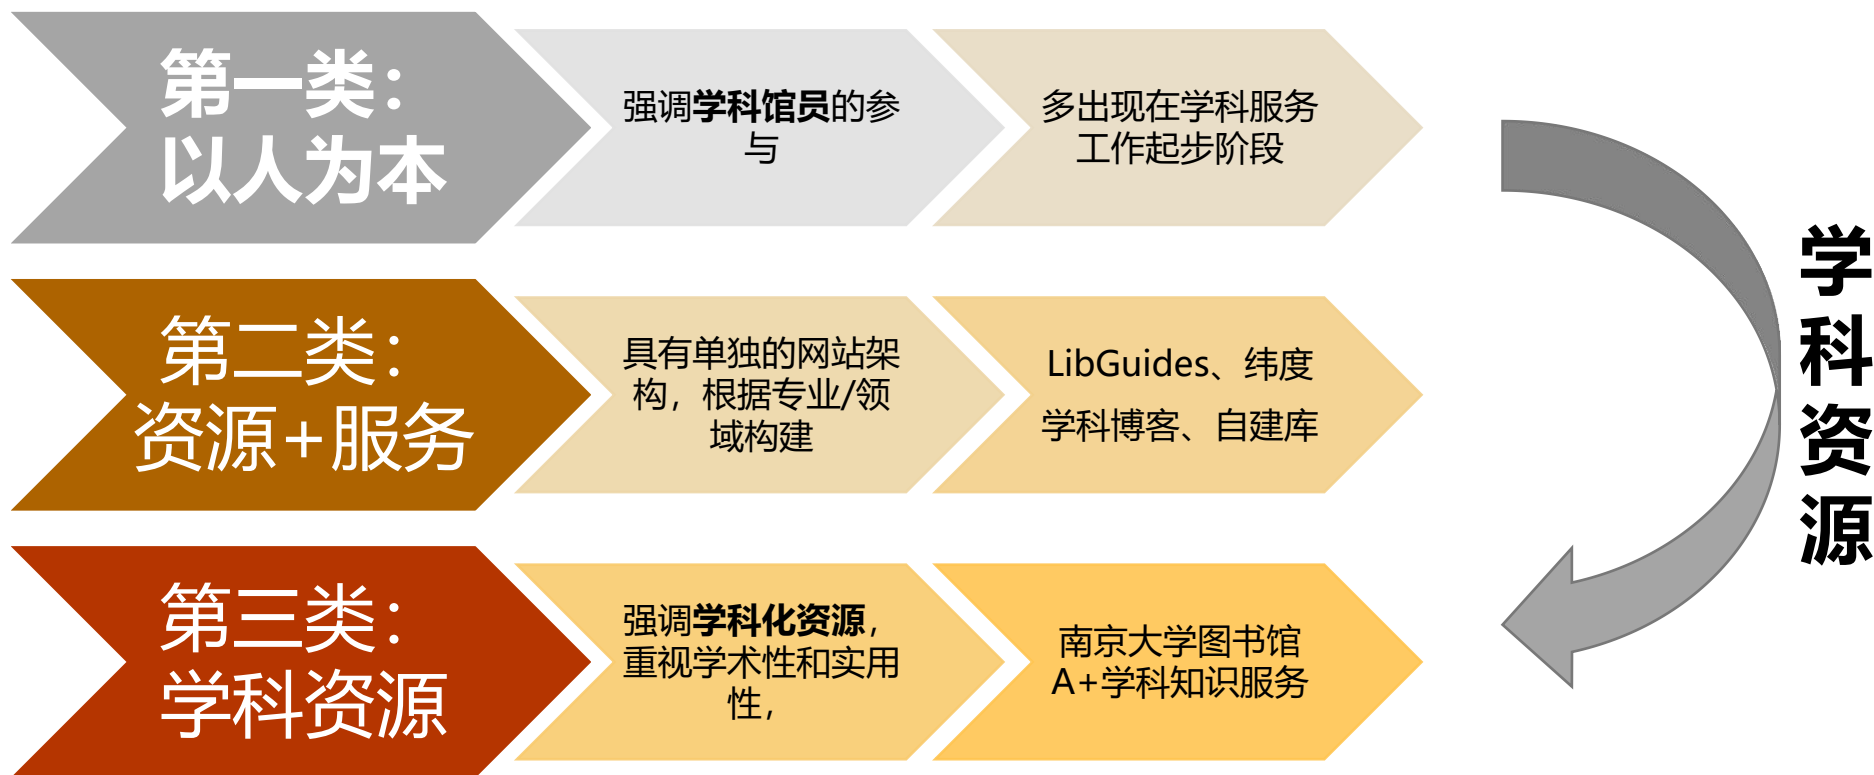 第一类：
以人为本
强调学科馆员的参
与
多出现在学科服务
工作起步阶段
第二类：
资源+服务
具有单独的网站架
构，根据专业/领
域构建
LibGuides、纬度
学科博客、自建库
第三类：
学科资源
强调学科化资源，
重视学术性和实用
性，
南京大学图书馆
A+学科知识服务
学科资源